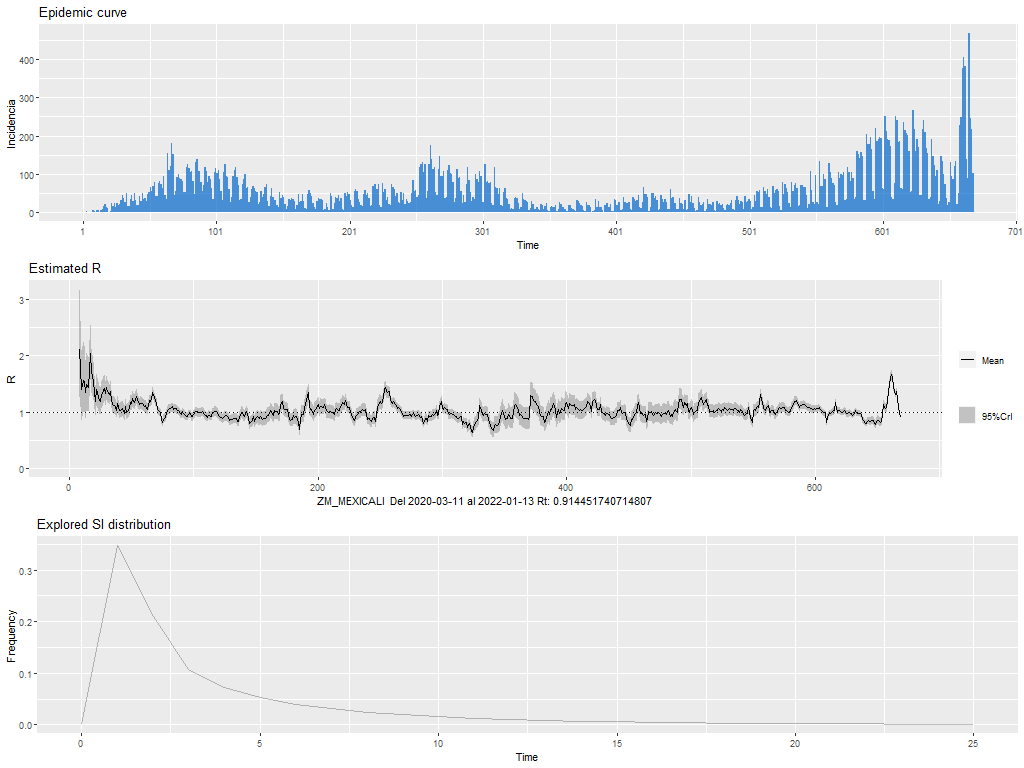 Epidemic curve
Incidencia
400
300
200
100
0
1
101
201
301
401
501
601
701
Time
Estimated R
R
3
2
1
0
Mean
95%CrI
0
200
400
600
ZM_MEXICALI Del 2020-03-11 al 2022-01-13 Rt: 0.914451740714807
Explored SI distribution
Frequency
0.3
0.2
0.1
0.0
0
5
10
15
20
25
Time